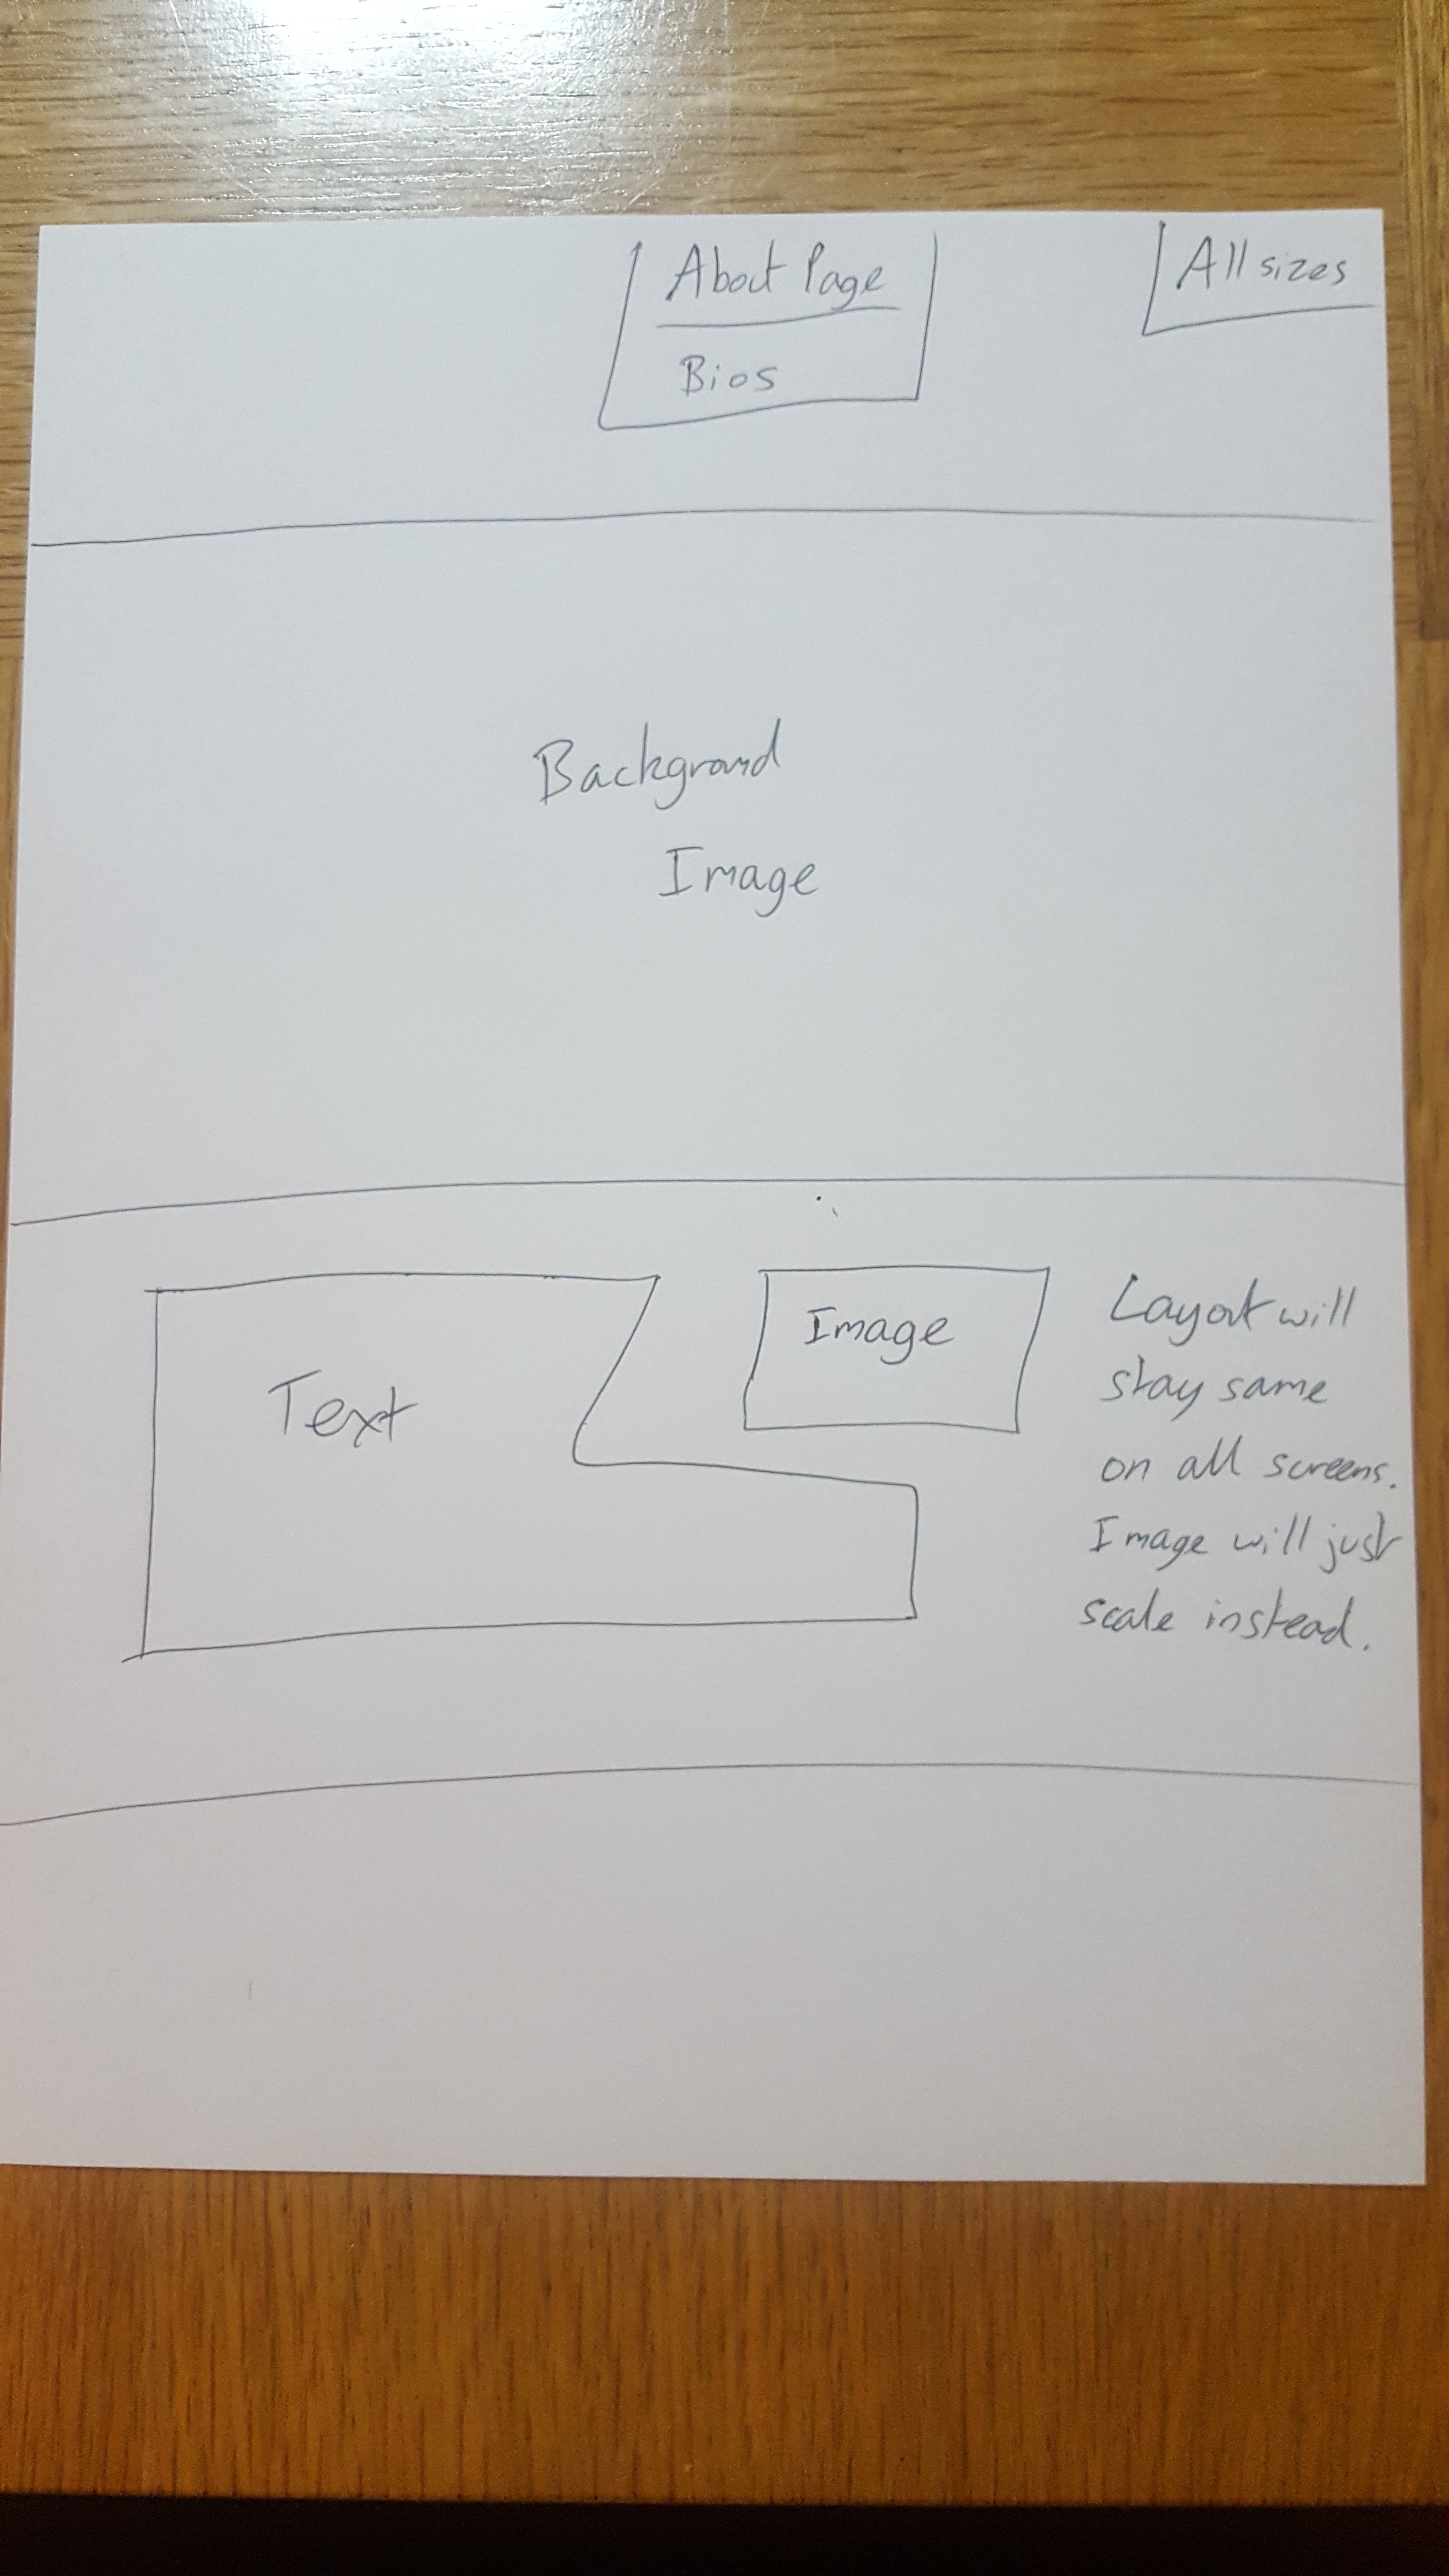 About Page
All sizes
Bios
Background
Image
Text
Image
Layout will
stay same
on all screens.
Image will just
scale instead.